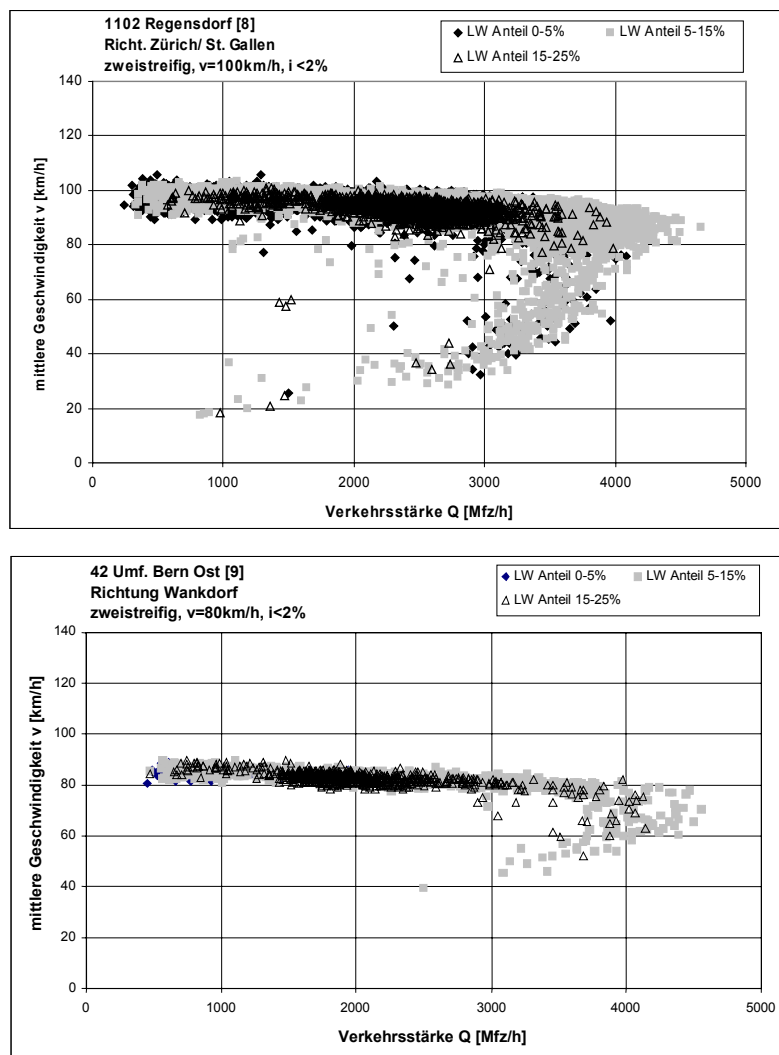 1102 Regensdorf [8]
Richt. Zürich/ St. Gallen
zweistreifig, v=100km/h, i <2%
LW Anteil 0-5%
LW Anteil 5-15%
LW Anteil 15-25%
mittlere Geschwindigkeit v [km/h]
140
120
100
80
60
40
20
0
0
1000
2000
3000
4000
5000
Verkehrsstärke Q [Mfz/h]
42 Umf. Bern Ost [9]
Richtung Wankdorf
zweistreifig, v=80km/h, i<2%
LW Anteil 0-5%
LW Anteil 5-15%
LW Anteil 15-25%
mittlere Geschwindigkeit v [km/h]
140
120
100
80
60
40
20
0
0
1000
2000
3000
4000
5000
Verkehrsstärke Q [Mfz/h]